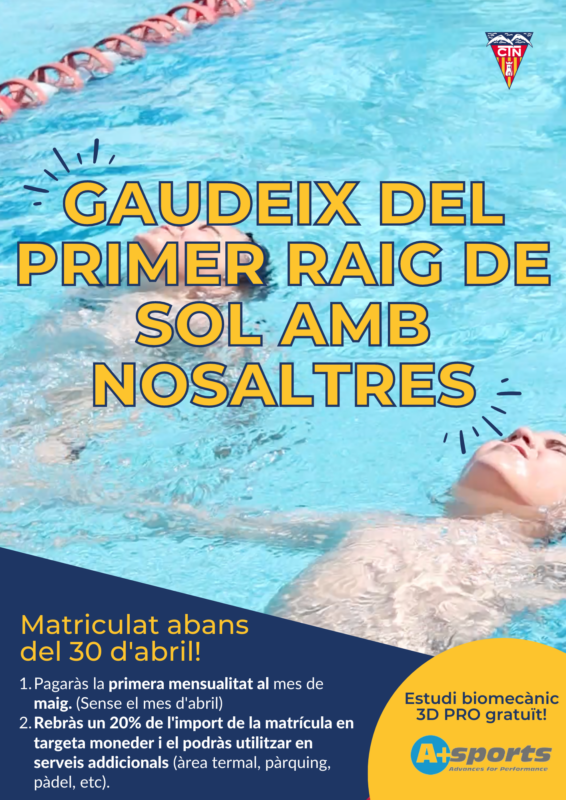 CTN
GAUDEIX DEL
PRIMER RAIG DE
SOL AMB
NOSALTRES
Matriculat abans
del 30 d'abril!
1. Pagaràs la primera mensualitat al mes de
maig. (Sense el mes d'abril)
2. Rebràs un 20% de l'import de la matrícula en
targeta moneder i el podràs utilitzar en
serveis addicionals (àrea termal, pàrquing,
pàdel, etc).
Estudi biomecànic
3D PRO gratuït!
A+sports
Advances for Performance